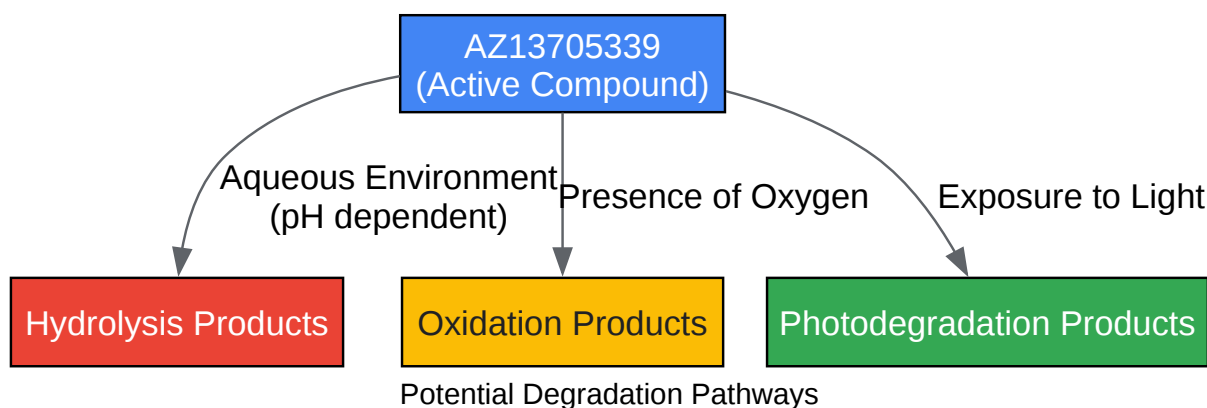 AZ13705339
(Active Compound)
Aqueous Environment
(pH dependent)
Presence of Oxygen
Exposure to Light
Hydrolysis Products
Oxidation Products
Photodegradation Products
Potential Degradation Pathways